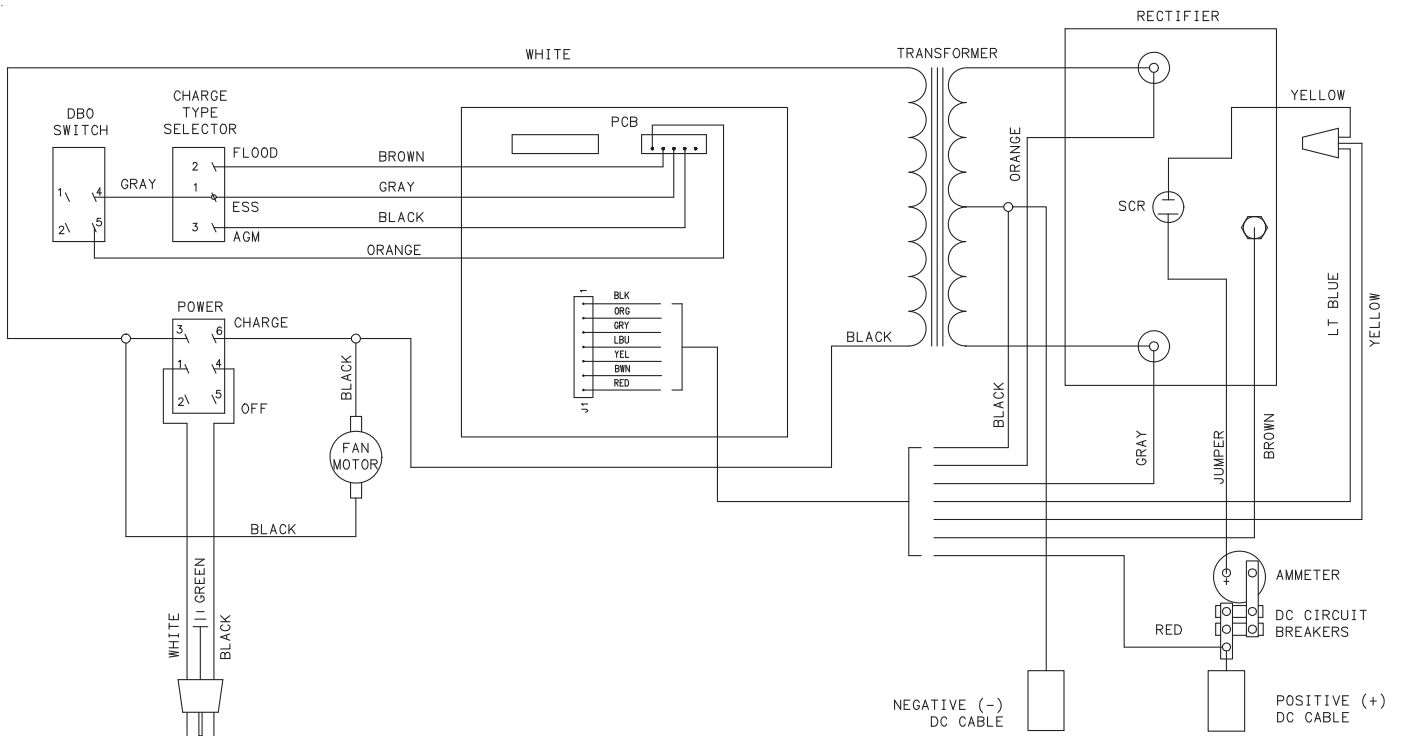 RECTIFIER
WHITE
TRANSFORMER
YELLOW
CHARGE
TYPE
SELECTOR
DBO
SWITCH
PCB
FLOOD
2
BROWN
ORANGE
1
4
GRAY
1
GRAY
ESS
SCR
2
5
3
BLACK
AGM
ORANGE
LT BLUE
YELLOW
1
BLK
ORG
GRY
LBU
YEL
BWN
RED
J1
POWER
3
6
CHARGE
BLACK
1
4
2
5
OFF
BLACK
BLACK
GRAY
JUMPER
BROWN
FAN
MOTOR
BLACK
GREEN
WHITE
BLACK
+
AMMETER
DC CIRCUIT
BREAKERS
RED
NEGATIVE (-)
DC CABLE
POSITIVE (+)
DC CABLE